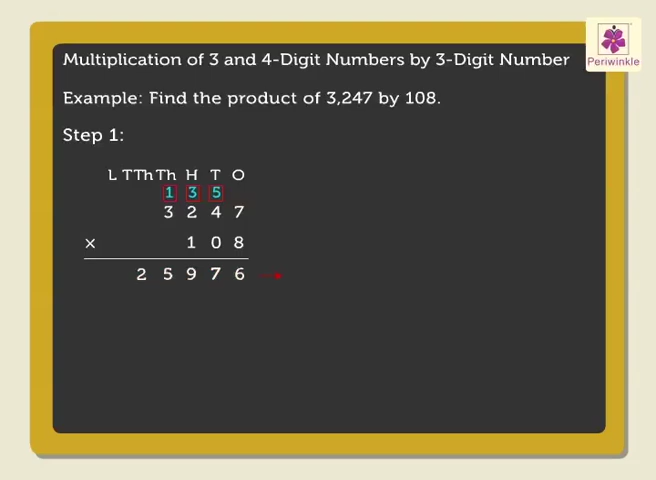 Multiplication of 3 and 4-Digit Numbers by 3-Digit Number
Periwinkle
Example: Find the product of 3,247 by 108.
Step 1:
L TTh Th H T O
1 3 5
3 2 4 7
× 1 0 8
2 5 9 7 6 →